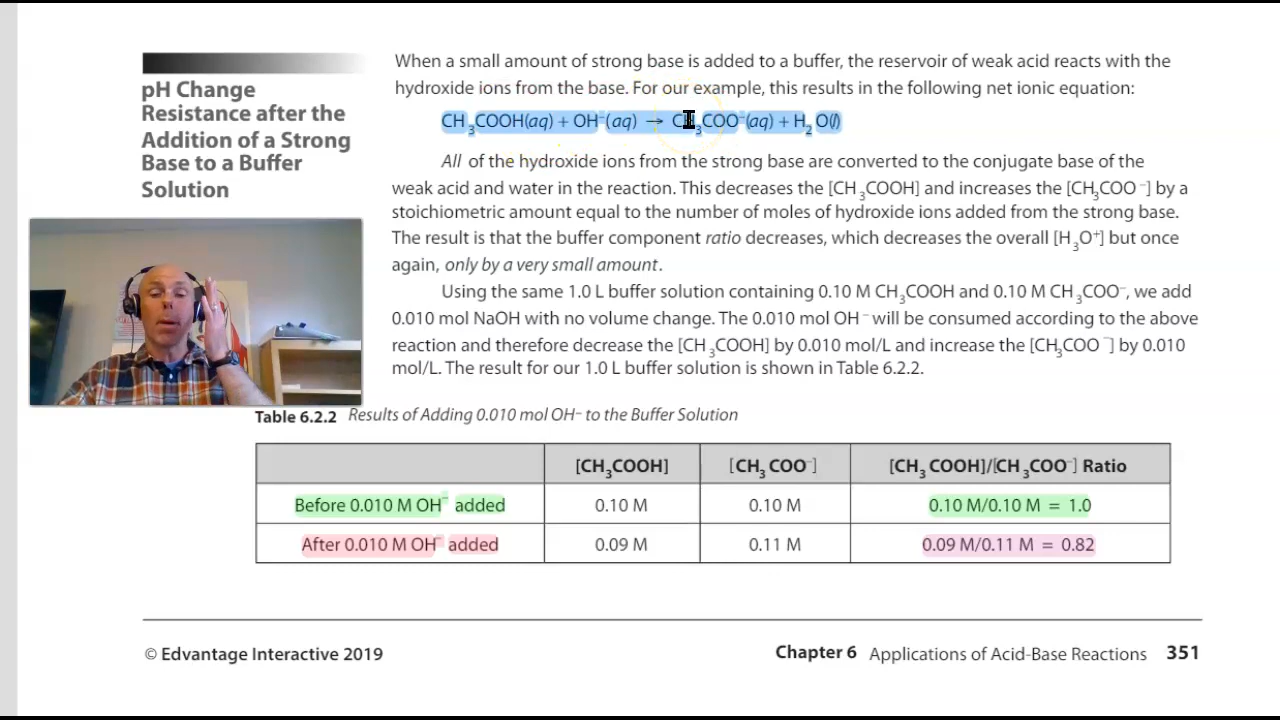 pH Change
Resistance after the
Addition of a Strong
Base to a Buffer
Solution
When a small amount of strong base is added to a buffer, the reservoir of weak acid reacts with the
hydroxide ions from the base. For our example, this results in the following net ionic equation:
CH₃COOH(aq) + OH⁻(aq) → CH₃COO⁻(aq) + H₂O(l)
All of the hydroxide ions from the strong base are converted to the conjugate base of the
weak acid and water in the reaction. This decreases the [CH₃COOH] and increases the [CH₃COO⁻] by a
stoichiometric amount equal to the number of moles of hydroxide ions added from the strong base.
The result is that the buffer component ratio decreases, which decreases the overall [H₃O⁺] but once
again, only by a very small amount.
Using the same 1.0 L buffer solution containing 0.10 M CH₃COOH and 0.10 M CH₃COO⁻, we add
0.010 mol NaOH with no volume change. The 0.010 mol OH⁻ will be consumed according to the above
reaction and therefore decrease the [CH₃COOH] by 0.010 mol/L and increase the [CH₃COO⁻] by 0.010
mol/L. The result for our 1.0 L buffer solution is shown in Table 6.2.2.
Table 6.2.2 Results of Adding 0.010 mol OH⁻ to the Buffer Solution
[CH₃COOH] [CH₃COO⁻] [CH₃COOH]/[CH₃COO⁻] Ratio
Before 0.010 M OH⁻ added 0.10 M 0.10 M 0.10 M/0.10 M = 1.0
After 0.010 M OH⁻ added 0.09 M 0.11 M 0.09 M/0.11 M = 0.82
© Edvantage Interactive 2019
Chapter 6 Applications of Acid-Base Reactions 351